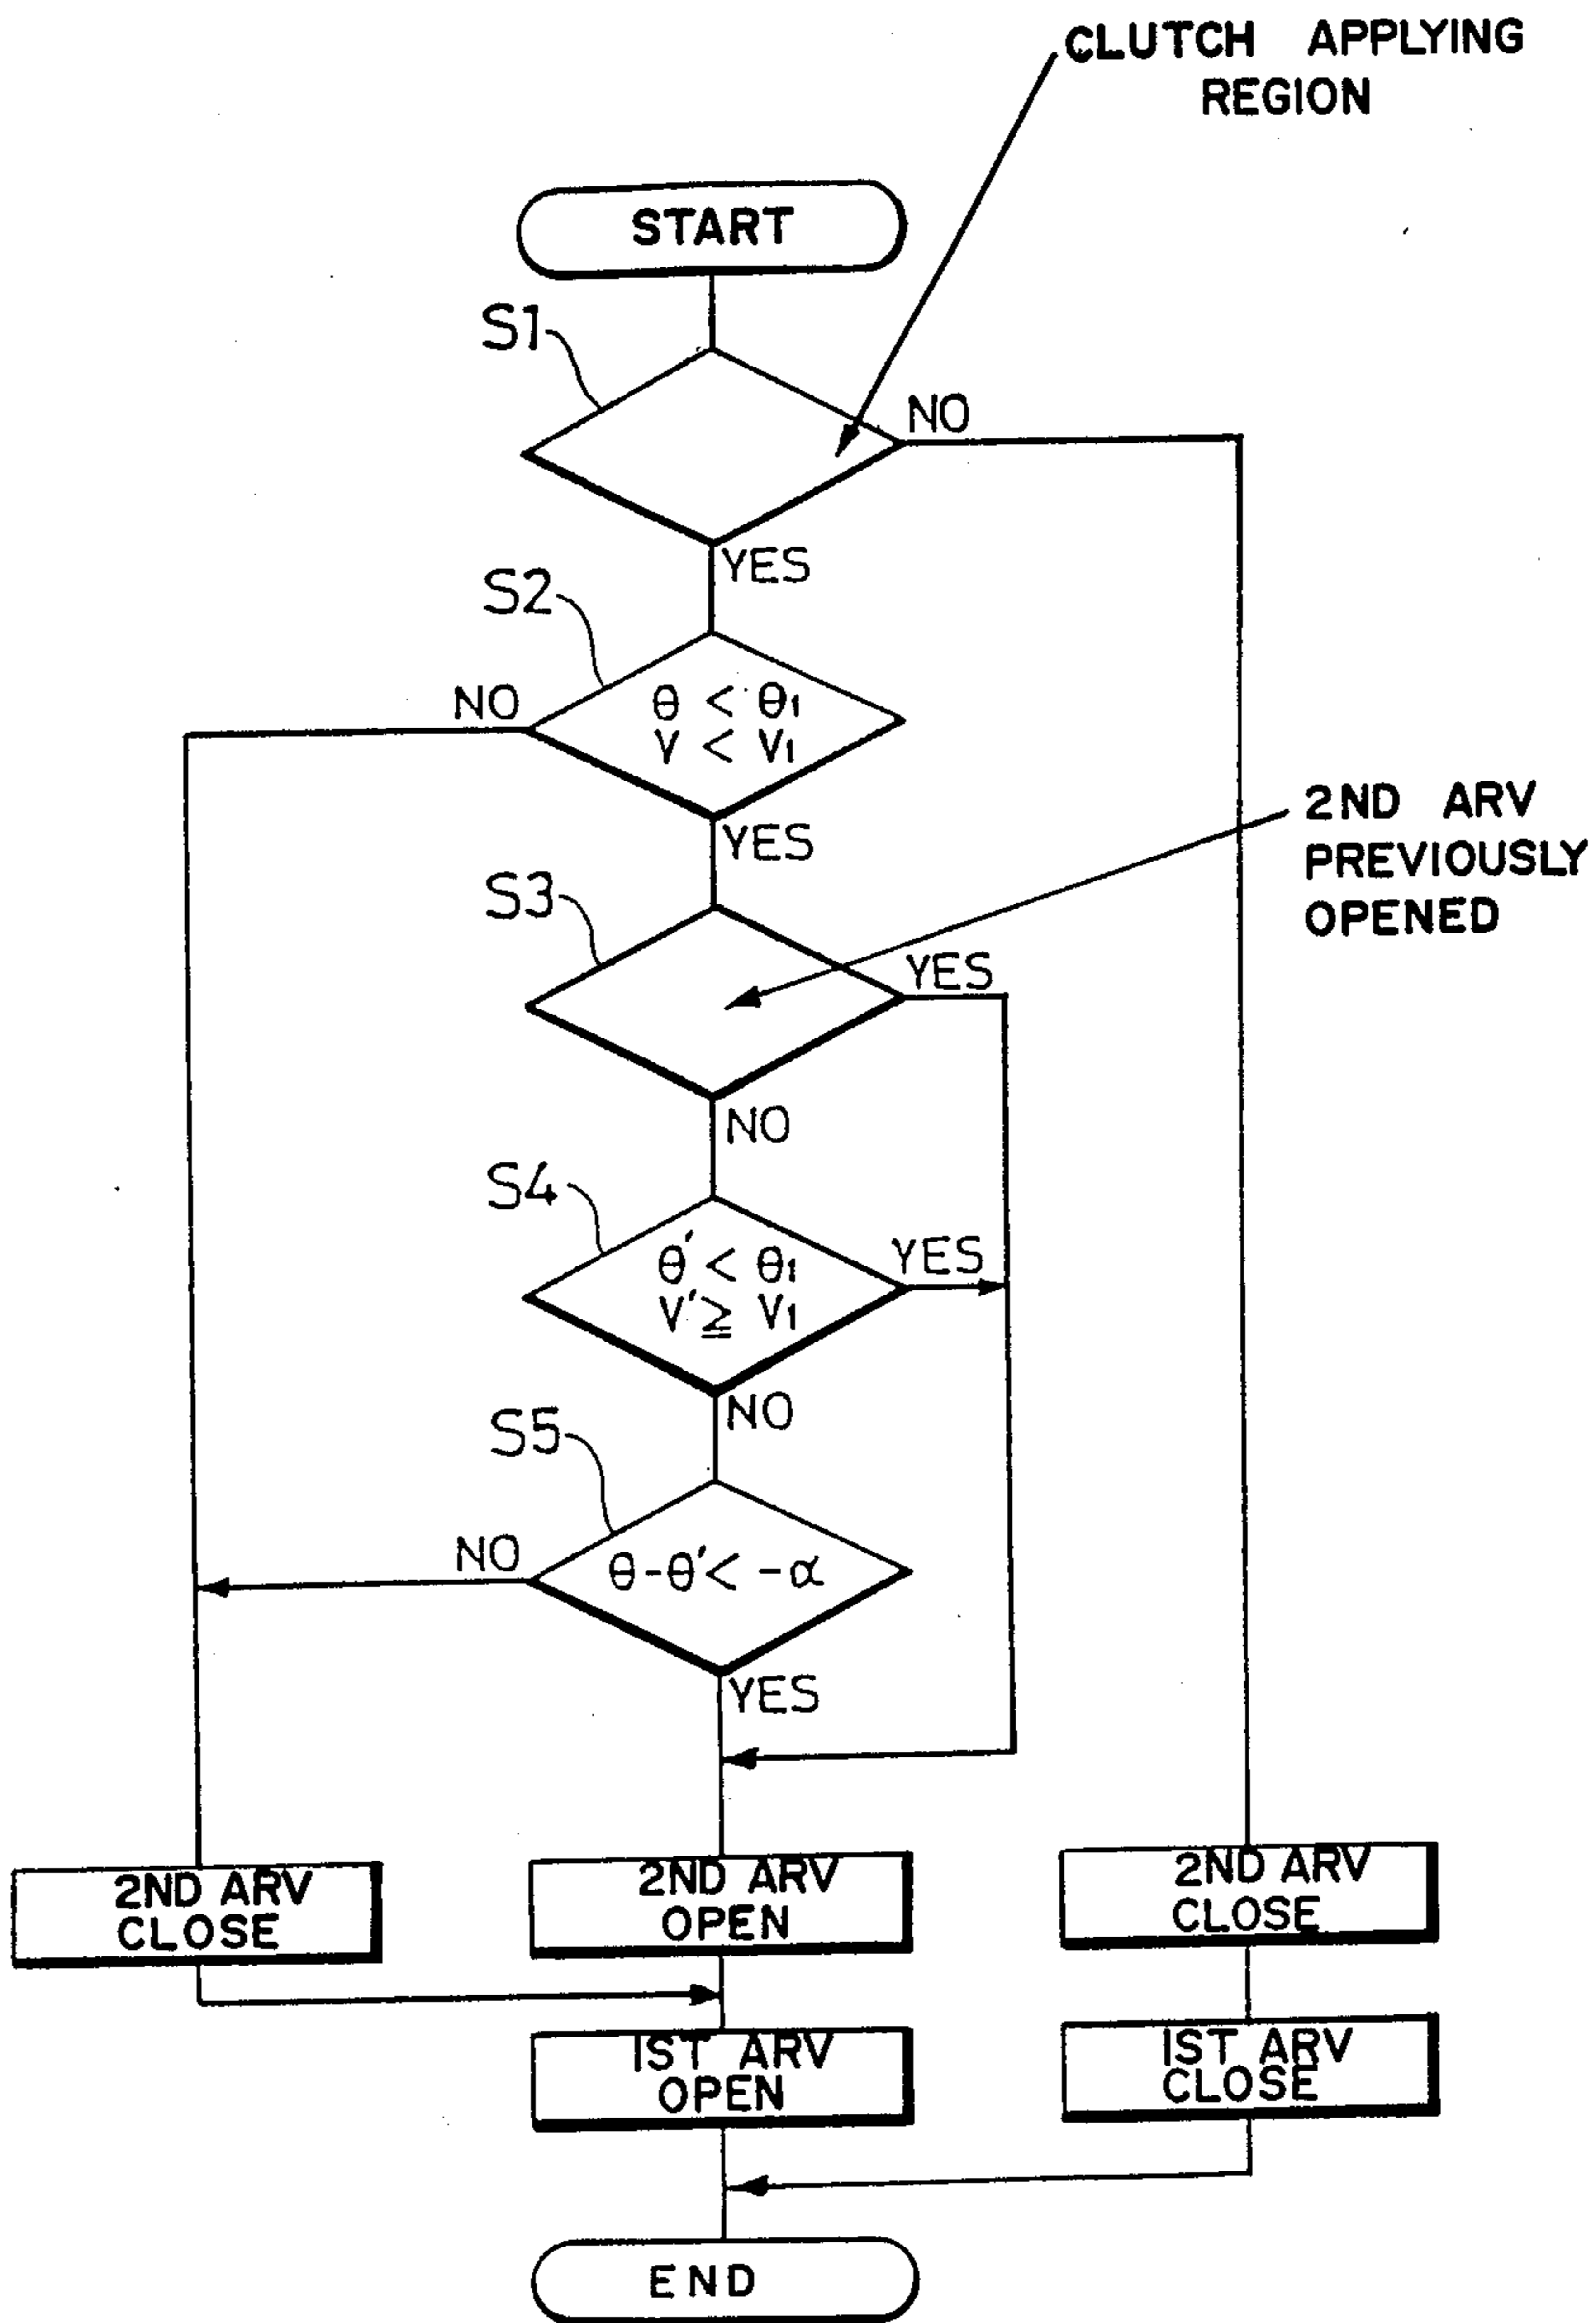 CLUTCH APPLYING
REGION
START
S1
NO
YES
S2
NO
θ < θ1
V < V1
YES
2ND ARV
PREVIOUSLY
OPENED
S3
YES
NO
S4
θ' < θ1
V' ≧ V1
YES
NO
S5
NO
θ-θ' < -α
YES
2ND ARV
CLOSE
2ND ARV
OPEN
2ND ARV
CLOSE
1ST ARV
OPEN
1ST ARV
CLOSE
END